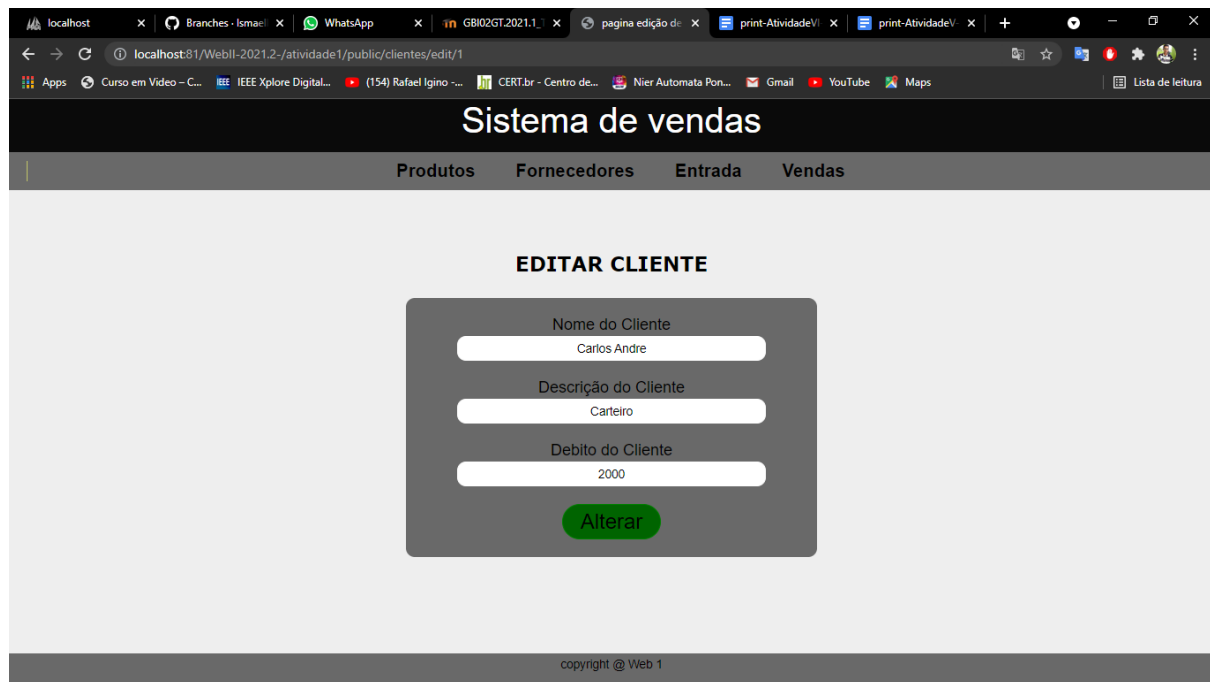 localhost
Branches · Ismael
WhatsApp
GBI02GT.2021.1_
pagina edição de
print-AtividadeVI
print-AtividadeV-
localhost:81/WebII-2021.2-/atividade1/public/clientes/edit/1
Apps
Curso em Video – C...
IEEE
IEEE Xplore Digital...
(154) Rafael Igino -...
CERT.br - Centro de...
Nier Automata Pon...
Gmail
YouTube
Maps
Lista de leitura
Sistema de vendas
Produtos Fornecedores Entrada Vendas
EDITAR CLIENTE
Nome do Cliente
Carlos Andre
Descrição do Cliente
Carteiro
Debito do Cliente
2000
Alterar
copyright @ Web 1